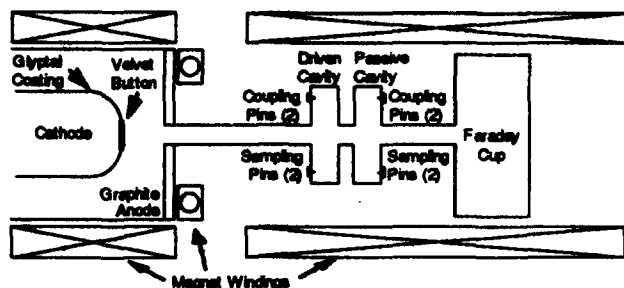 Glyptal
Coating
Velvet
Button
Driven
Cavity
Passive
Cavity
Coupling
Pins (2)
Coupling
Pins (2)
Cathode
Faraday
Cup
Sampling
Pins (2)
Sampling
Pins (2)
Graphite
Anode
Magnet Windings